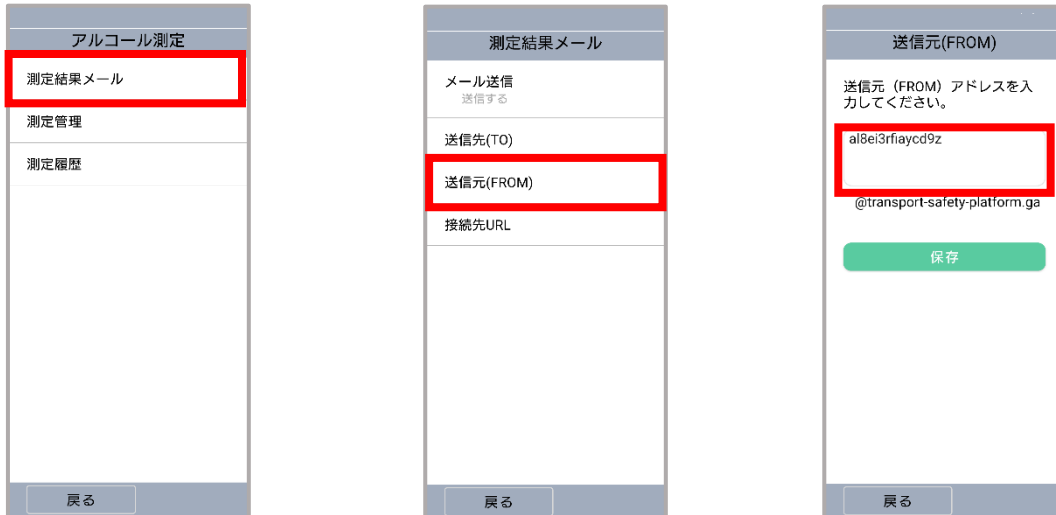 アルコール測定
測定結果メール
測定管理
測定履歴
戻る
測定結果メール
メール送信
送信する
送信先(TO)
送信元(FROM)
接続先URL
戻る
送信元(FROM)
送信元（FROM）アドレスを入
力してください。
al8ei3rfiaycd9z
@transport-safety-platform.ga
保存
戻る